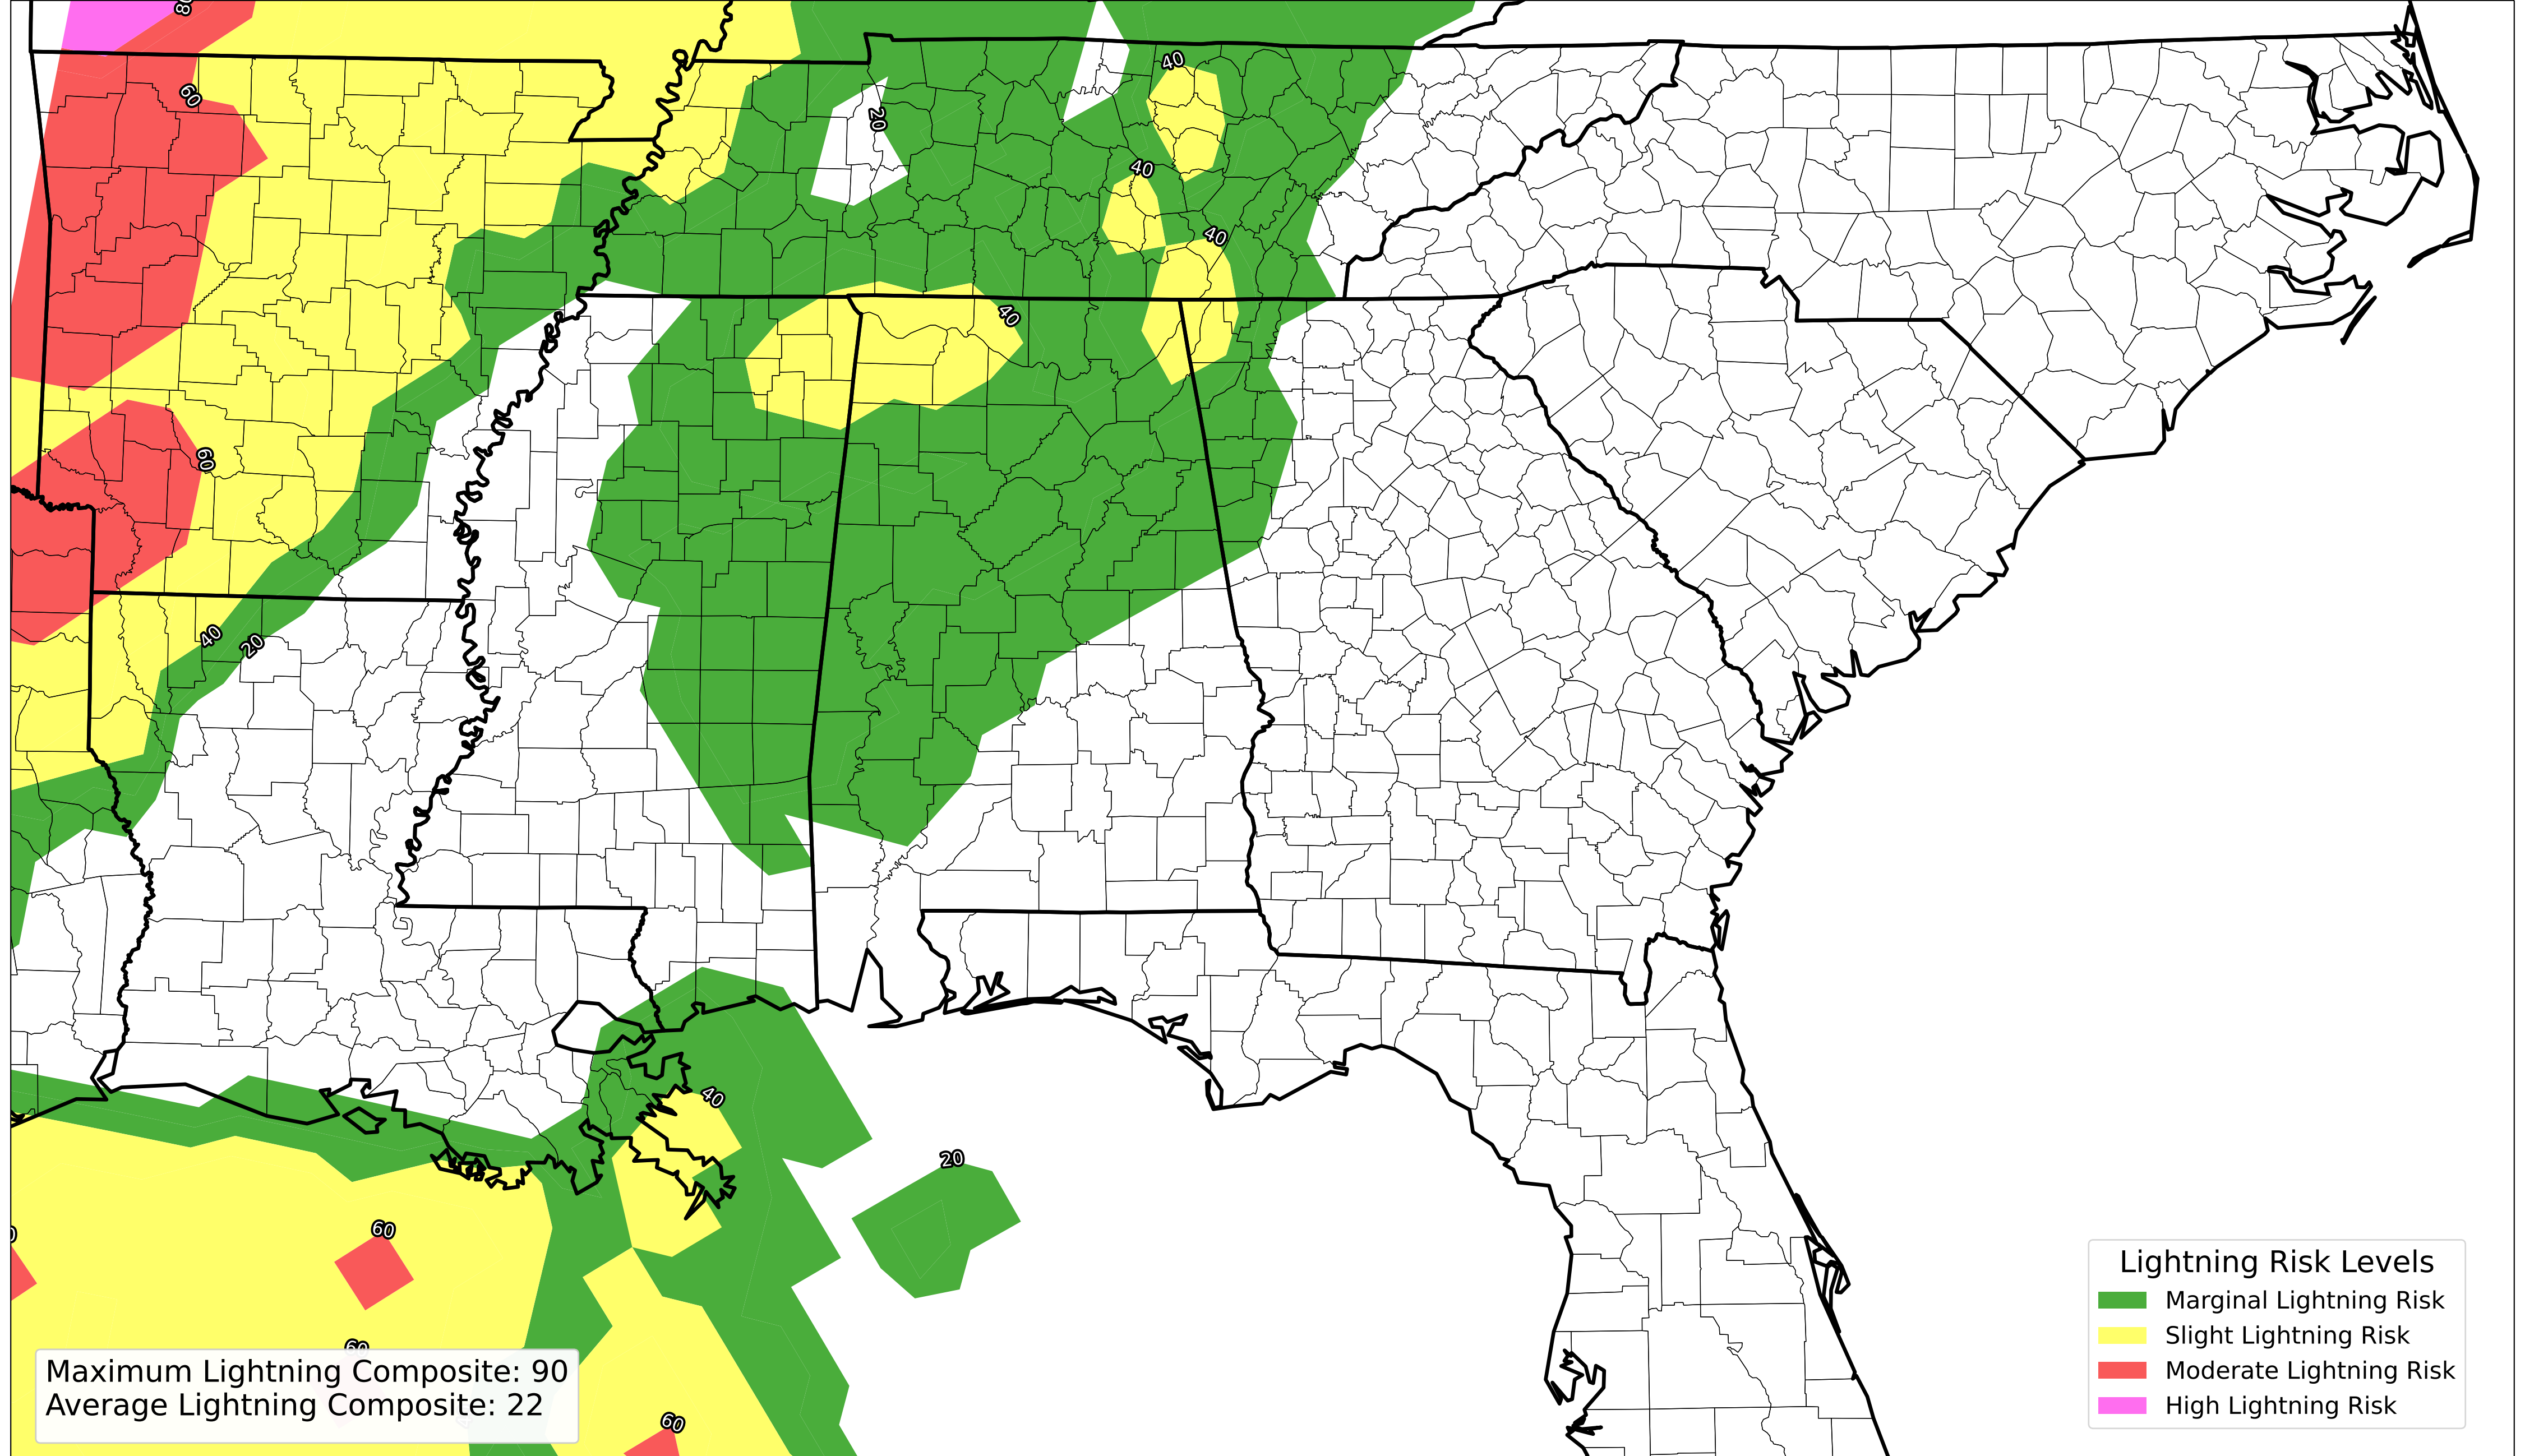 60
40
20
40
40
40
60
40
20
40
20
60
60
Maximum Lightning Composite: 90
Average Lightning Composite: 22
Lightning Risk Levels
Marginal Lightning Risk
Slight Lightning Risk
Moderate Lightning Risk
High Lightning Risk